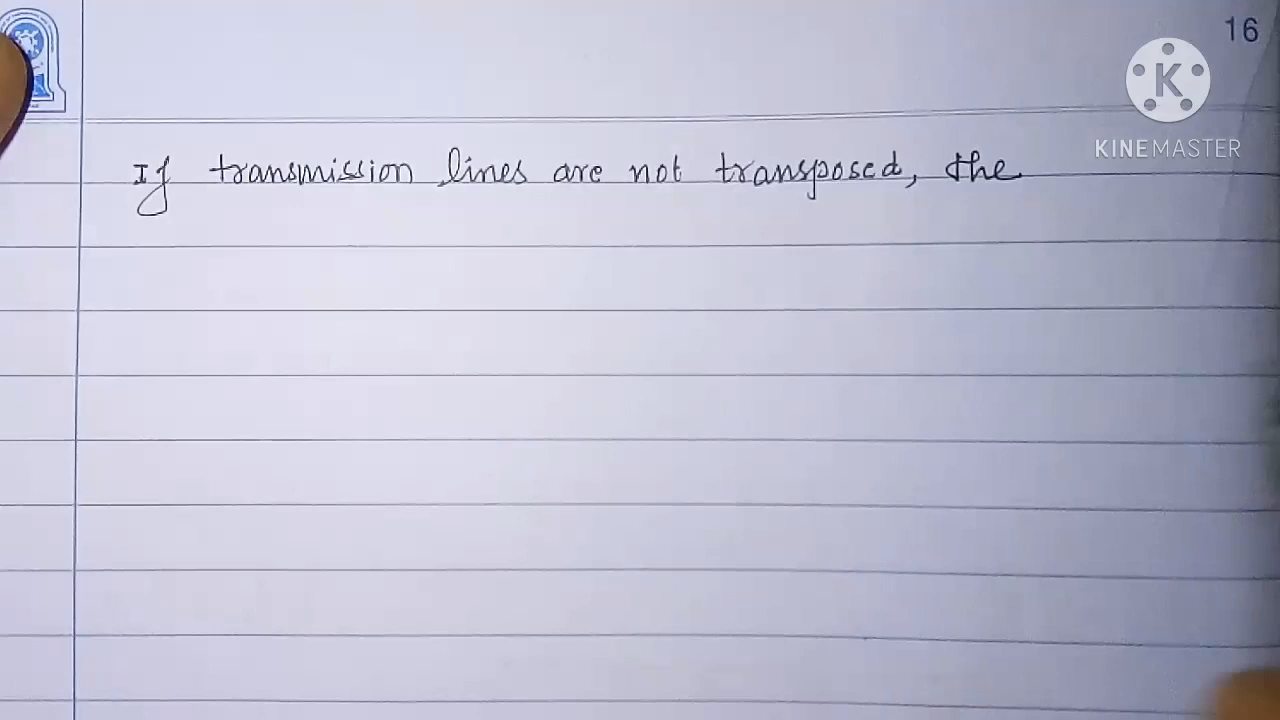 16
K
KINEMASTER
If transmission lines are not transposed, the